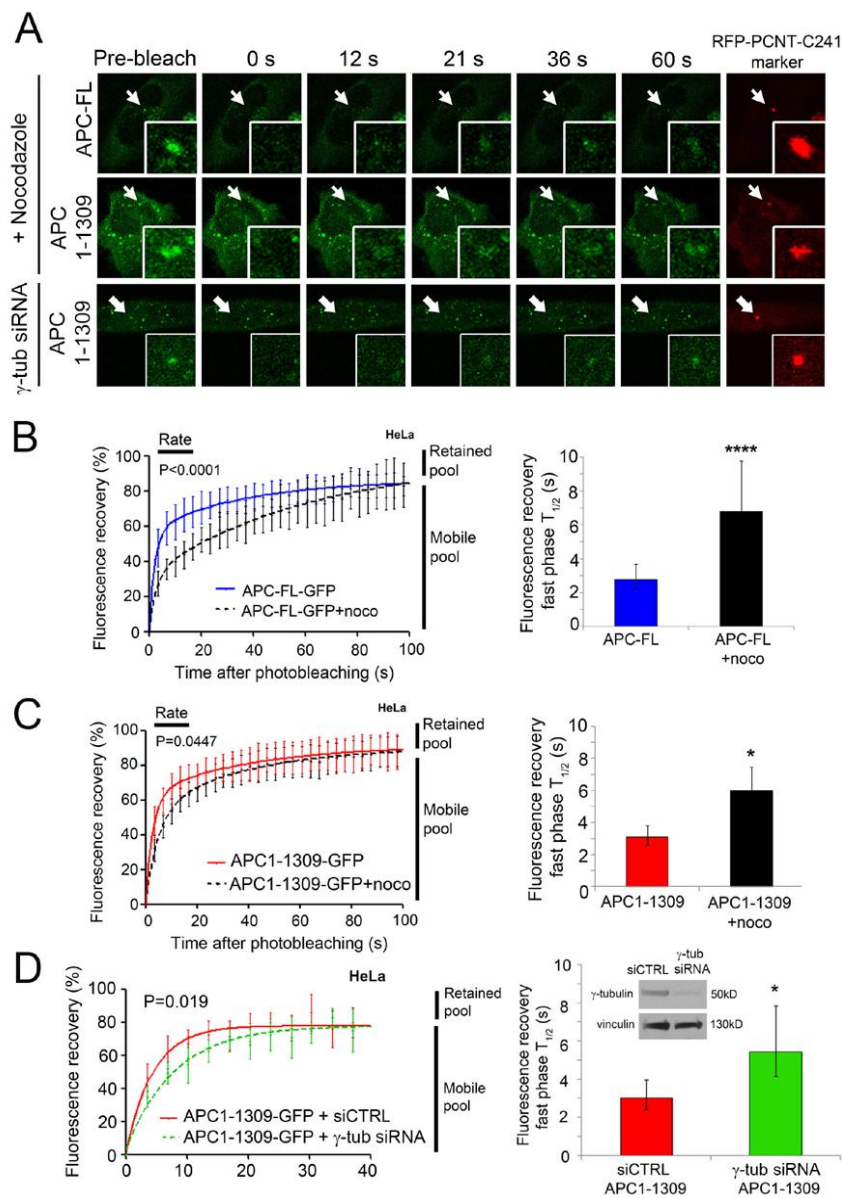 A
Pre-bleach 0 s 12 s 21 s 36 s 60 s RFP-PCNT-C241 marker
+ Nocodazole
APC-FL
APC 1-1309
γ-tub siRNA
APC 1-1309
B
Fluorescence recovery (%)
Rate
P<0.0001
HeLa
100
80
60
40
20
0
APC-FL-GFP
APC-FL-GFP+noco
0 20 40 60 80 100
Time after photobleaching (s)
Retained pool
Mobile pool
Fluorescence recovery
fast phase T1/2 (s)
10
8
6
4
2
0
****
APC-FL APC-FL
+noco
C
Fluorescence recovery (%)
Rate
P=0.0447
HeLa
100
80
60
40
20
0
APC1-1309-GFP
APC1-1309-GFP+noco
0 20 40 60 80 100
Time after photobleaching (s)
Retained pool
Mobile pool
Fluorescence recovery
fast phase T1/2 (s)
10
8
6
4
2
0
*
APC1-1309 APC1-1309
+noco
D
Fluorescence recovery (%)
HeLa
P=0.019
100
80
60
40
20
0
APC1-1309-GFP + siCTRL
APC1-1309-GFP + γ-tub siRNA
0 10 20 30 40
Retained pool
Mobile pool
Fluorescence recovery
fast phase T1/2 (s)
10
8
6
4
2
0
siCTRL γ-tub siRNA
γ-tubulin 50kD
vinculin 130kD
*
siCTRL γ-tub siRNA
APC1-1309 APC1-1309